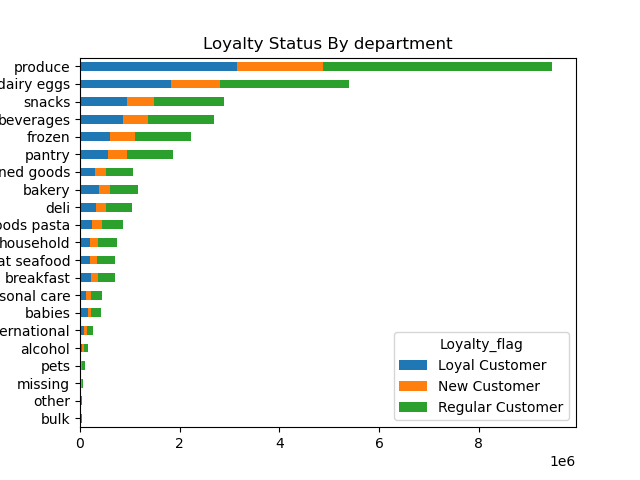 Loyalty Status By department
produce
dairy eggs
snacks
beverages
frozen
pantry
ned goods
bakery
deli
oods pasta
household
at seafood
breakfast
sonal care
babies
ernational
alcohol
pets
missing
other
bulk
Loyalty_flag
Loyal Customer
New Customer
Regular Customer
0 2 4 6 8
1e6